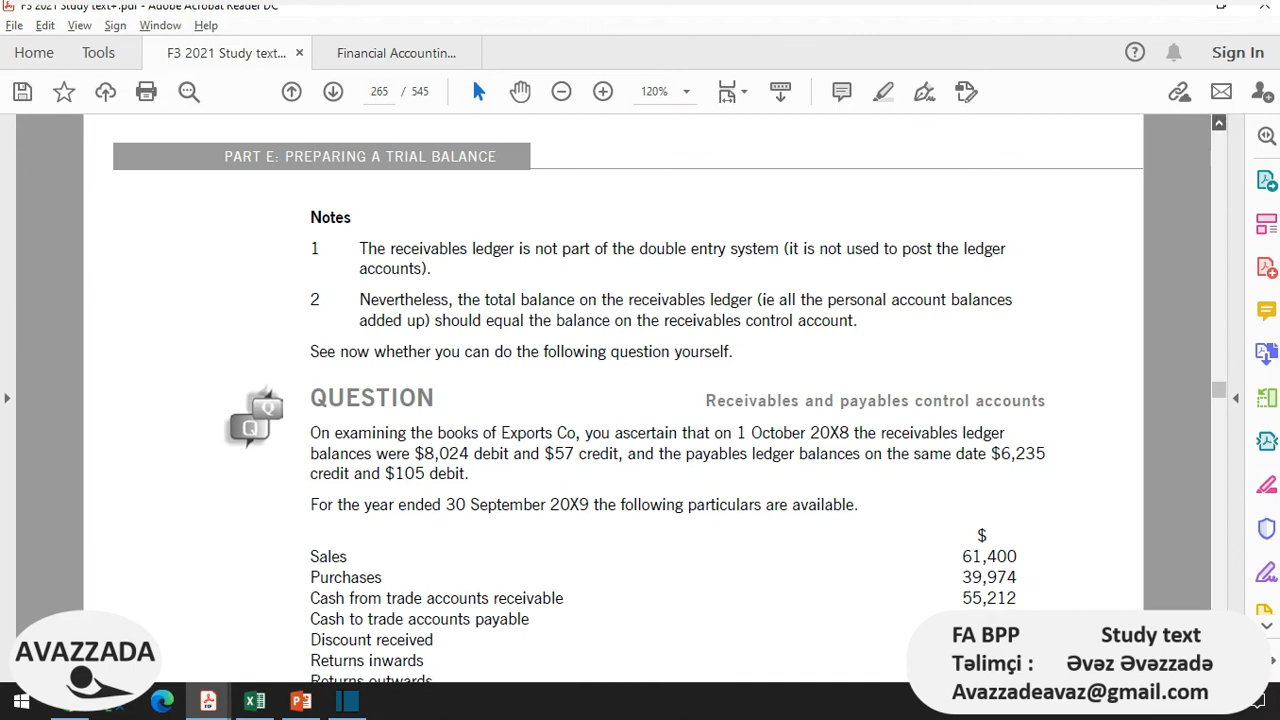 F3 2021 Study text+.pdf - Adobe Acrobat Reader DC
File Edit View Sign Window Help
Home Tools F3 2021 Study text... × Financial Accountin... Sign In
265 / 545 120%
PART E: PREPARING A TRIAL BALANCE
Notes
1 The receivables ledger is not part of the double entry system (it is not used to post the ledger
accounts).
2 Nevertheless, the total balance on the receivables ledger (ie all the personal account balances
added up) should equal the balance on the receivables control account.
See now whether you can do the following question yourself.
Q
Q
QUESTION Receivables and payables control accounts
On examining the books of Exports Co, you ascertain that on 1 October 20X8 the receivables ledger
balances were $8,024 debit and $57 credit, and the payables ledger balances on the same date $6,235
credit and $105 debit.
For the year ended 30 September 20X9 the following particulars are available.
$
Sales 61,400
Purchases 39,974
Cash from trade accounts receivable 55,212
Cash to trade accounts payable
Discount received
Returns inwards
Returns outwards
AVAZZADA
FA BPP Study text
Təlimçi : Əvəz Əvəzzadə
Avazzadeavaz@gmail.com